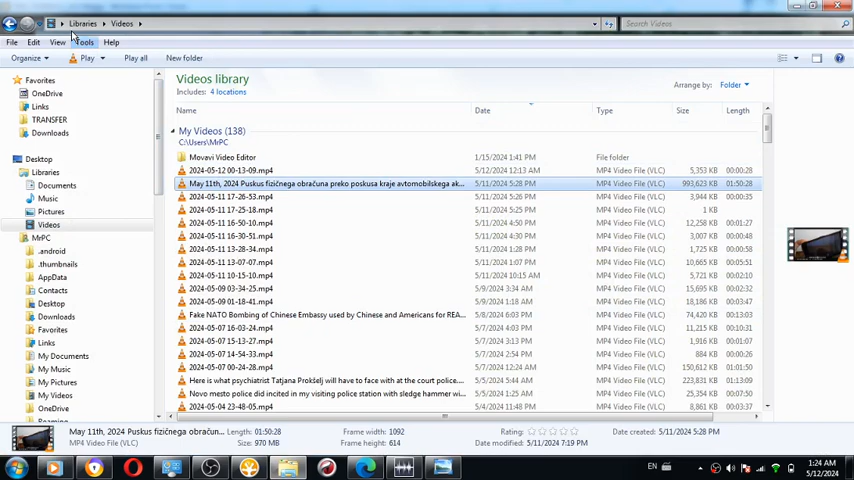 Libraries Videos Search Videos
File Edit View Tools Help
Organize Play Play all New folder
Favorites
OneDrive
Links
TRANSFER
Downloads
Desktop
Libraries
Documents
Music
Pictures
Videos
MrPC
.android
.thumbnails
AppData
Contacts
Desktop
Downloads
Favorites
Links
My Documents
My Music
My Pictures
My Videos
OneDrive
Videos library
Includes: 4 locations
Arrange by: Folder
Name Date Type Size Length
My Videos (138)
C:\Users\MrPC
Movavi Video Editor 1/15/2024 1:41 PM File folder
2024-05-12 00-13-09.mp4 5/12/2024 12:13 AM MP4 Video File (VLC) 5,353 KB 00:00:28
May 11th, 2024 Puskus fizičnega obračuna preko poskusa kraje avtomobilskega ak... 5/11/2024 5:28 PM MP4 Video File (VLC) 993,623 KB 01:50:28
2024-05-11 17-26-53.mp4 5/11/2024 5:27 PM MP4 Video File (VLC) 3,944 KB 00:00:35
2024-05-11 17-25-18.mp4 5/11/2024 5:25 PM MP4 Video File (VLC) 1 KB
2024-05-11 16-50-10.mp4 5/11/2024 4:50 PM MP4 Video File (VLC) 12,258 KB 00:01:27
2024-05-11 16-30-51.mp4 5/11/2024 4:30 PM MP4 Video File (VLC) 3,007 KB 00:00:48
2024-05-11 13-28-34.mp4 5/11/2024 1:28 PM MP4 Video File (VLC) 1,725 KB 00:00:58
2024-05-11 13-07-07.mp4 5/11/2024 1:07 PM MP4 Video File (VLC) 10,665 KB 00:05:51
2024-05-11 10-15-10.mp4 5/11/2024 10:15 AM MP4 Video File (VLC) 5,721 KB 00:02:10
2024-05-09 03-34-25.mp4 5/9/2024 3:34 AM MP4 Video File (VLC) 15,695 KB 00:02:32
2024-05-09 01-18-41.mp4 5/9/2024 1:18 AM MP4 Video File (VLC) 18,186 KB 00:03:47
Fake NATO Bombing of Chinese Embassy used by Chinese and Americans for REA... 5/8/2024 6:03 PM MP4 Video File (VLC) 74,420 KB 00:13:03
2024-05-07 16-03-24.mp4 5/7/2024 4:03 PM MP4 Video File (VLC) 11,215 KB 00:03:13
2024-05-07 15-13-27.mp4 5/7/2024 3:13 PM MP4 Video File (VLC) 1,916 KB 00:01:07
2024-05-07 14-54-33.mp4 5/7/2024 2:54 PM MP4 Video File (VLC) 884 KB 00:00:26
2024-05-07 00-24-28.mp4 5/7/2024 12:24 AM MP4 Video File (VLC) 150,612 KB 01:01:50
Here is what psychiatrist Tatjana Prokšelj will have to face with at the court police.... 5/5/2024 5:44 AM MP4 Video File (VLC) 223,831 KB 01:13:09
Novo mesto police did incited in my visiting police station with sledge hammer wi... 5/5/2024 5:31 AM MP4 Video File (VLC) 25,354 KB 00:03:50
2024-05-04 23-48-05.mp4 5/4/2024 11:48 PM MP4 Video File (VLC) 8,861 KB
May 11th, 2024 Puskus fizičnega obračun... Length: 01:50:28 Frame width: 1092 Rating: Date created: 5/11/2024 5:28 PM
MP4 Video File (VLC) Size: 970 MB Frame height: 614 Date modified: 5/11/2024 7:19 PM
EN 1:24 AM
5/12/2024